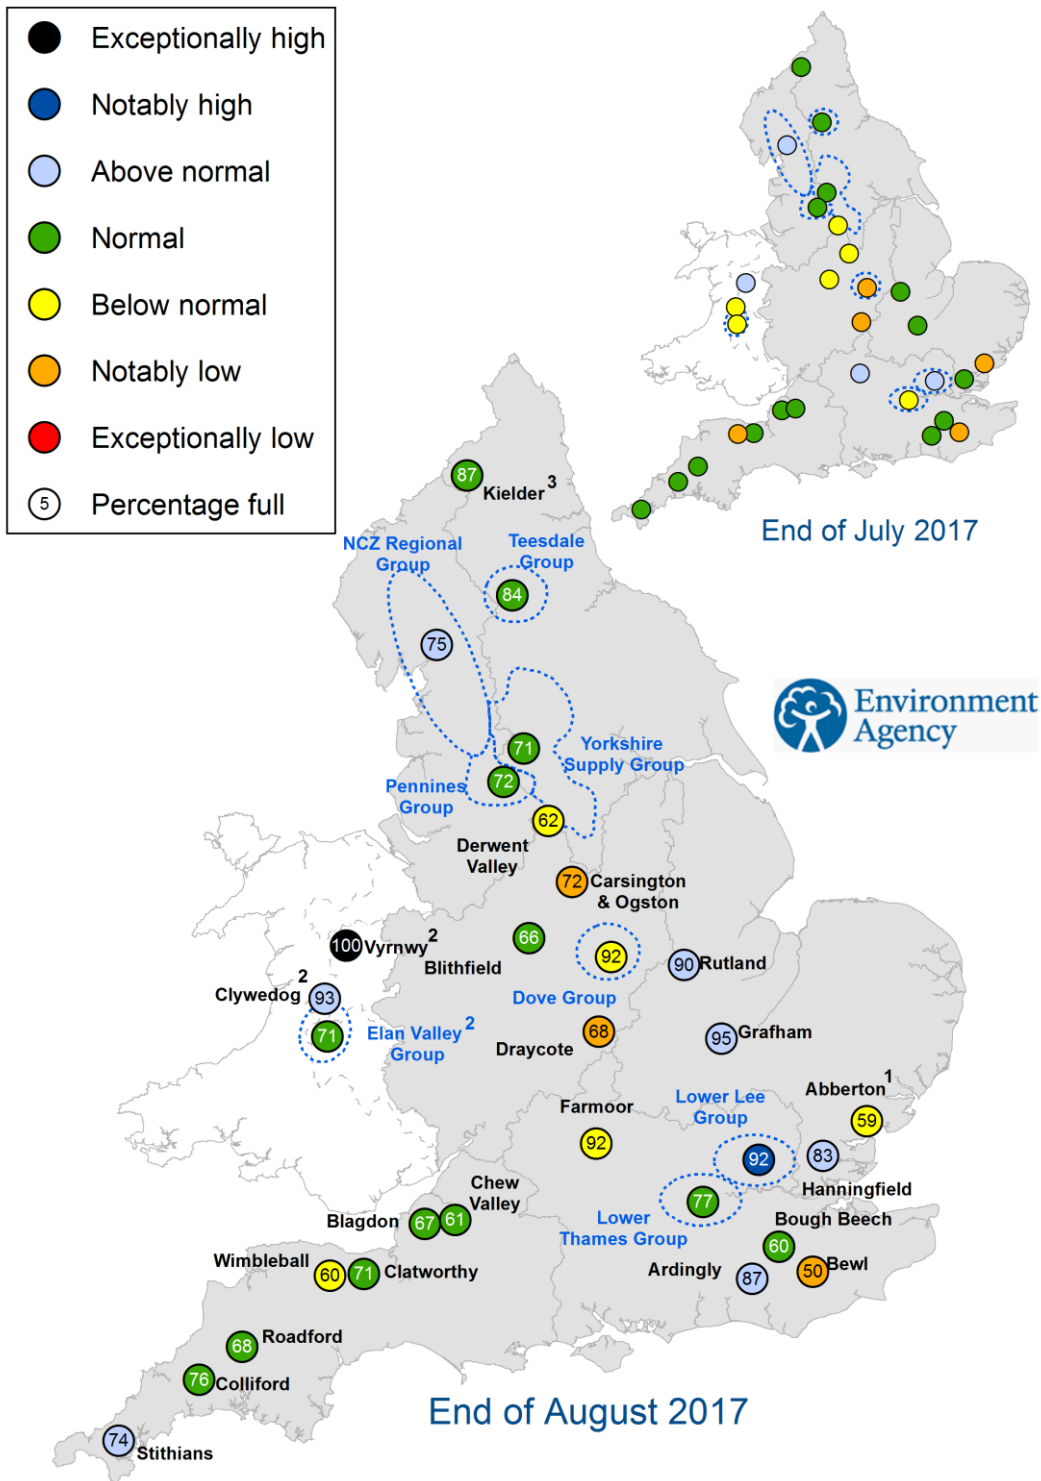 Exceptionally high
Notably high
Above normal
Normal
Below normal
Notably low
Exceptionally low
5 Percentage full
End of July 2017
87
Kielder 3
NCZ Regional
Group
Teesdale
Group
84
75
Environment
Agency
71
Yorkshire
Supply Group
72
Pennines
Group
62
Derwent
Valley
72
Carsington
& Ogston
100 Vyrnwy 2
66
Blithfield
92
Dove Group
90 Rutland
Clywedog 2
93
71
Elan Valley 2
Group
68
Draycote
95
Grafham
Abberton 1
59
Farmoor
92
Lower Lee
Group
92
83
Hanningfield
Chew
Valley
61
Blagdon 67
77
Lower
Thames Group
Bough Beech
60
Wimbleball
60
71 Clatworthy
Ardingly
87
50 Bewl
68 Roadford
76 Colliford
End of August 2017
74
Stithians